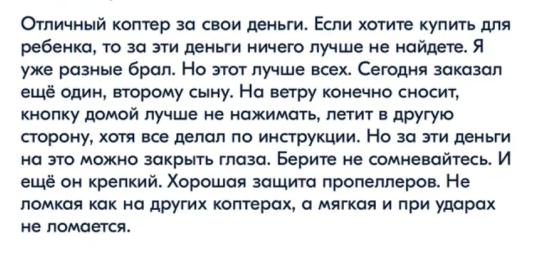 Отличный коптер за свои деньги. Если хотите купить для
ребенка, то за эти деньги ничего лучше не найдете. Я
уже разные брал. Но этот лучше всех. Сегодня заказал
ещё один, второму сыну. На ветру конечно сносит,
кнопку домой лучше не нажимать, летит в другую
сторону, хотя все делал по инструкции. Но за эти деньги
на это можно закрыть глаза. Берите не сомневайтесь. И
ещё он крепкий. Хорошая защита пропеллеров. Не
ломкая как на других коптерах, а мягкая и при ударах
не ломается.